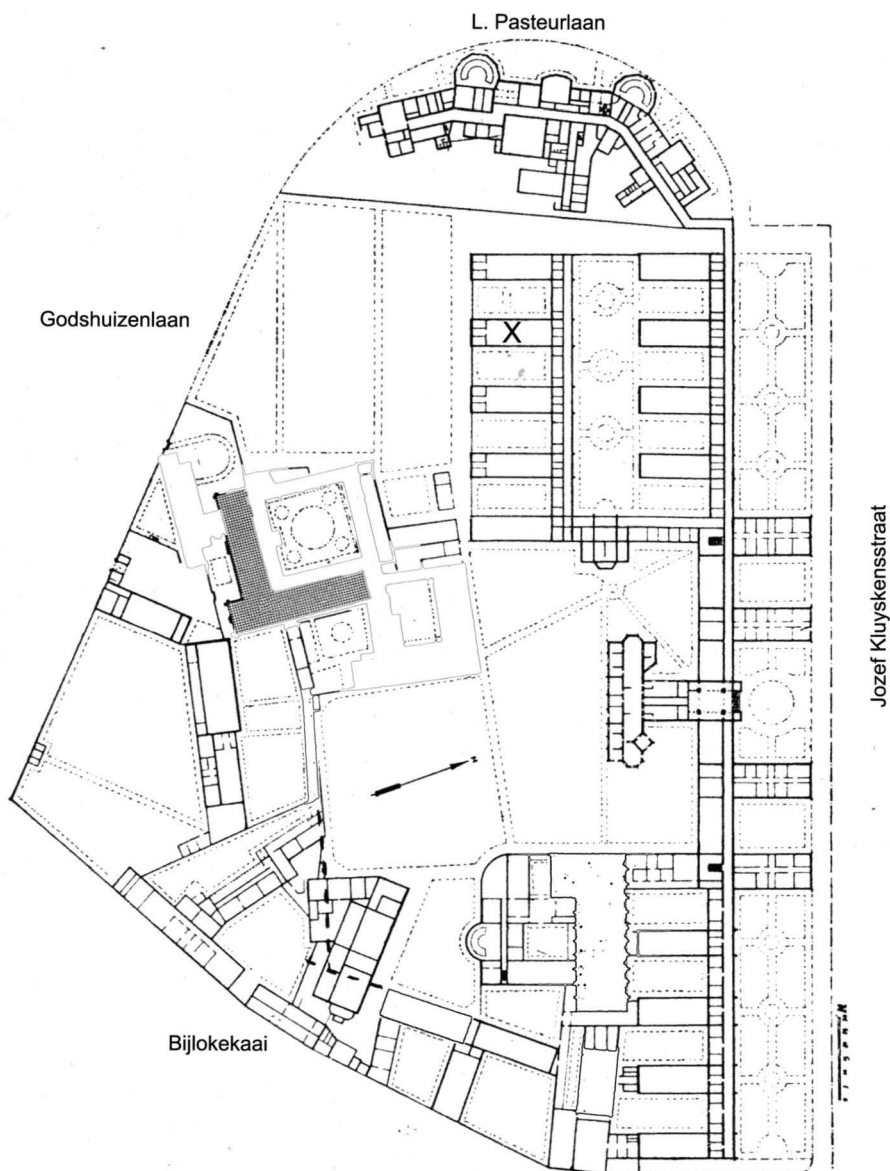 L. Pasteurlaan
Godshuizenlaan
X
Jozef Kluyskensstraat
N
Bijlokekaai